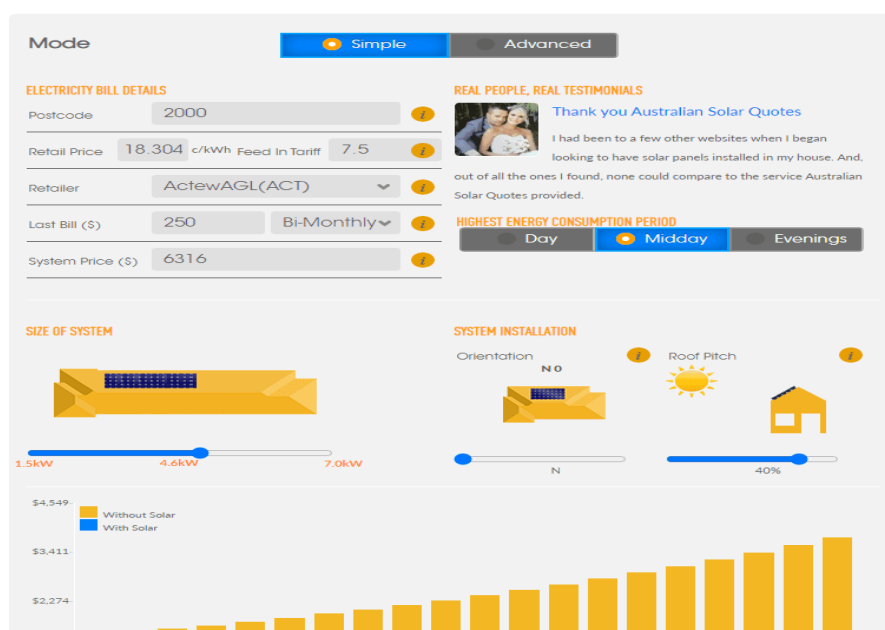 Mode
Simple
Advanced
ELECTRICITY BILL DETAILS
Postcode 2000 i
Retail Price 18.304 c/kWh Feed In Tariff 7.5 i
Retailer ActewAGL(ACT) i
Last Bill ($) 250 Bi-Monthly i
System Price ($) 6316 i
REAL PEOPLE, REAL TESTIMONIALS
Thank you Australian Solar Quotes
I had been to a few other websites when I began
looking to have solar panels installed in my house. And,
out of all the ones I found, none could compare to the service Australian
Solar Quotes provided.
HIGHEST ENERGY CONSUMPTION PERIOD
Day Midday Evenings
SIZE OF SYSTEM
1.5kW 4.6kW 7.0kW
SYSTEM INSTALLATION
Orientation i Roof Pitch i
N 0
N 40%
$4,549
Without Solar
With Solar
$3,411
$2,274